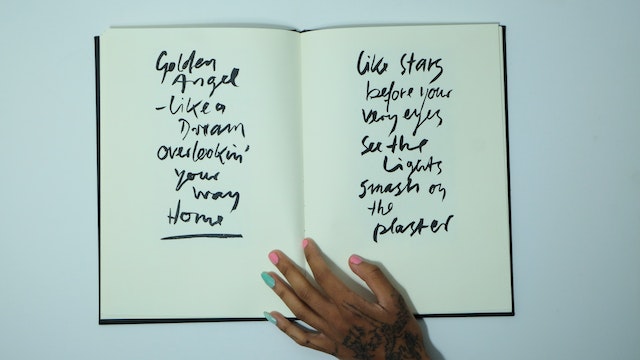 Golden
Angel
-Like a
Dream
overlookin'
your
way
Home
Like Stars
before your
very eyes
See the
Lights
smash on
the
plaster